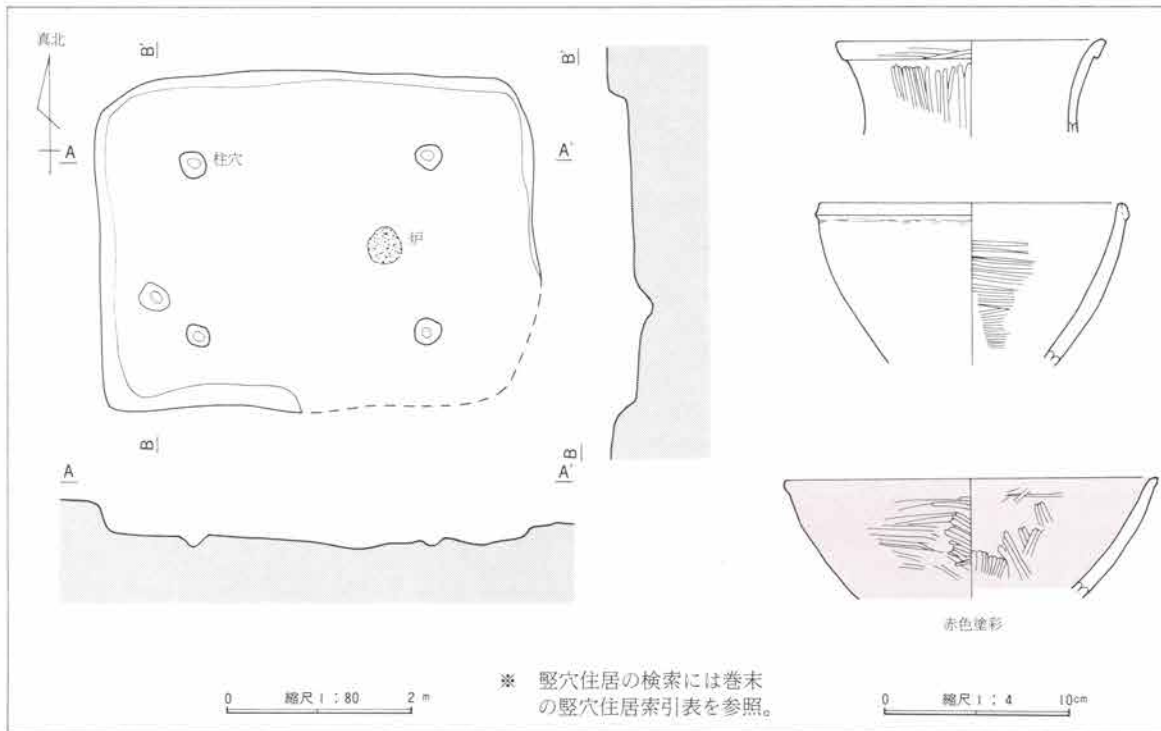 真北
B'
B'
A
柱穴
A'
炉
B
B
A
A'
赤色塗彩
※ 竪穴住居の検索には巻末
の竪穴住居索引表を参照。
0 縮尺1:80 2 m
0 縮尺1:4 10cm